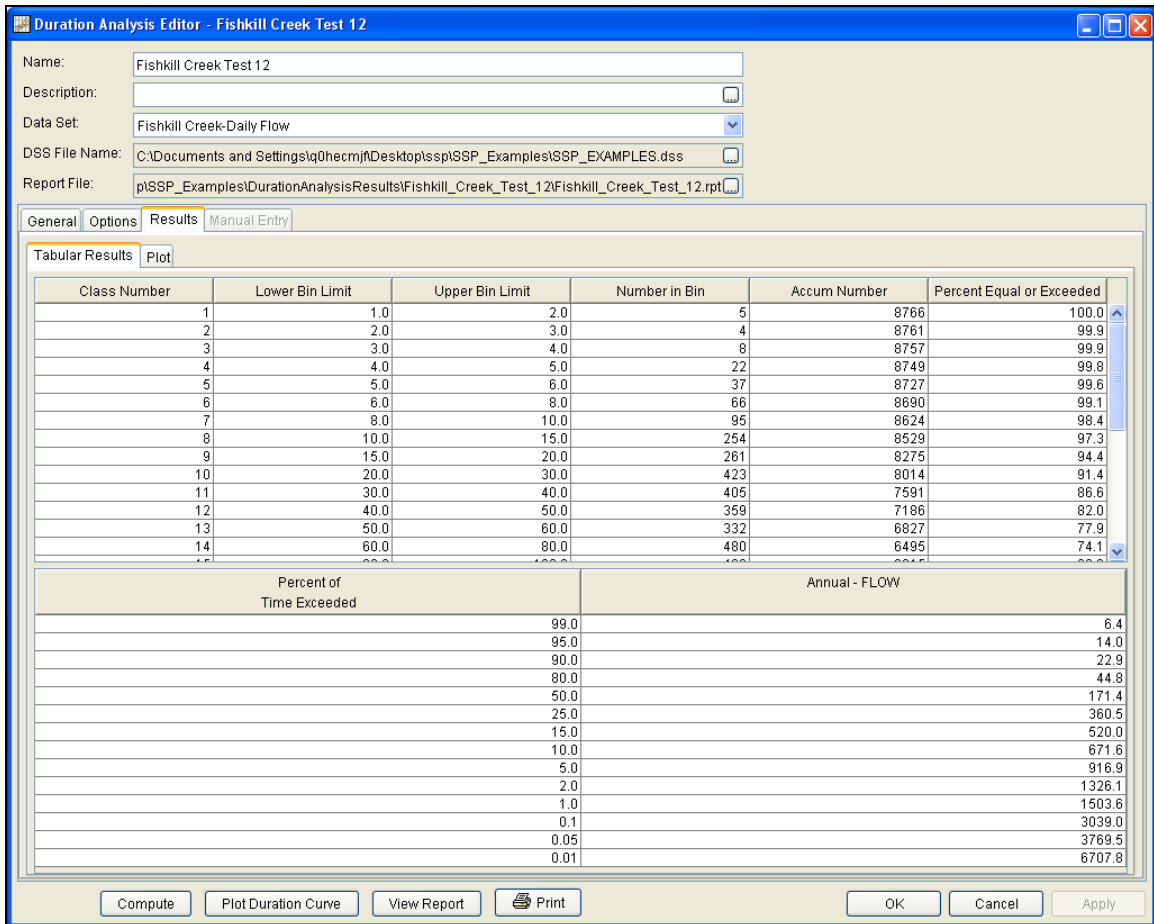 Duration Analysis Editor - Fishkill Creek Test 12
Name: Fishkill Creek Test 12
Description: ...
Data Set: Fishkill Creek-Daily Flow
DSS File Name: C:\Documents and Settings\q0hecmjf\Desktop\ssp\SSP_Examples\SSP_EXAMPLES.dss ...
Report File: p\SSP_Examples\DurationAnalysisResults\Fishkill_Creek_Test_12\Fishkill_Creek_Test_12.rpt ...
General Options Results Manual Entry
Tabular Results Plot
Class Number Lower Bin Limit Upper Bin Limit Number in Bin Accum Number Percent Equal or Exceeded
1 1.0 2.0 5 8766 100.0
2 2.0 3.0 4 8761 99.9
3 3.0 4.0 8 8757 99.9
4 4.0 5.0 22 8749 99.8
5 5.0 6.0 37 8727 99.6
6 6.0 8.0 66 8690 99.1
7 8.0 10.0 95 8624 98.4
8 10.0 15.0 254 8529 97.3
9 15.0 20.0 261 8275 94.4
10 20.0 30.0 423 8014 91.4
11 30.0 40.0 405 7591 86.6
12 40.0 50.0 359 7186 82.0
13 50.0 60.0 332 6827 77.9
14 60.0 80.0 480 6495 74.1
Percent of
Time Exceeded Annual - FLOW
99.0 6.4
95.0 14.0
90.0 22.9
80.0 44.8
50.0 171.4
25.0 360.5
15.0 520.0
10.0 671.6
5.0 916.9
2.0 1326.1
1.0 1503.6
0.1 3039.0
0.05 3769.5
0.01 6707.8
Compute Plot Duration Curve View Report Print OK Cancel Apply